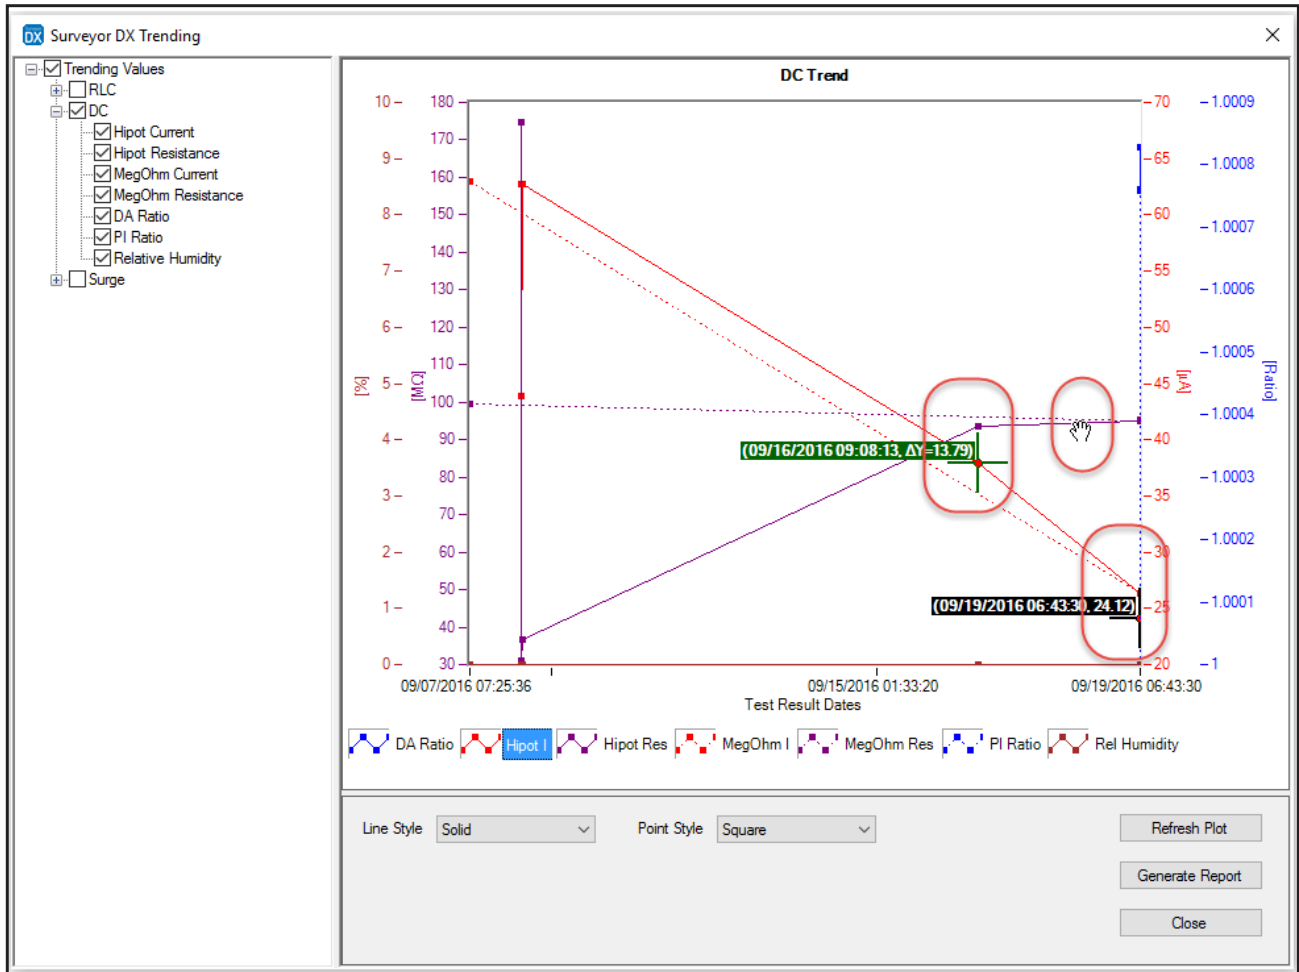 DX Surveyor DX Trending
Trending Values
RLC
DC
Hipot Current
Hipot Resistance
MegOhm Current
MegOhm Resistance
DA Ratio
PI Ratio
Relative Humidity
Surge
DC Trend
10 180 70 1.0009
170
9 160 65 1.0008
8 150 60 1.0007
140
7 130 55 1.0006
6 120 50 1.0005
110
[%] 5 [MΩ] 100 45 [µA] 1.0004 [Ratio]
4 90 40
(09/16/2016 09:08:13, ΔY=13.79)
80 1.0003
3 70 35
2 60 30 1.0002
50
1 40 25 1.0001
(09/19/2016 06:43:30, 24.12)
0 30 20 1
09/07/2016 07:25:36 09/15/2016 01:33:20 09/19/2016 06:43:30
Test Result Dates
DA Ratio Hipot I Hipot Res MegOhm I MegOhm Res PI Ratio Rel Humidity
Line Style Solid Point Style Square Refresh Plot
Generate Report
Close